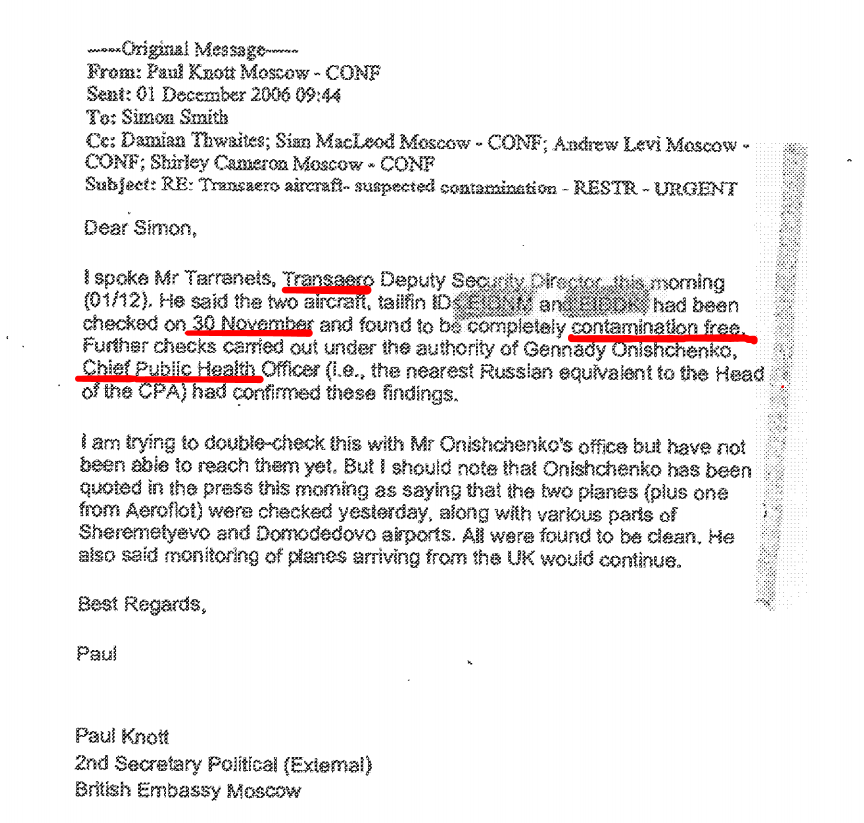 -----Original Message-----
From: Paul Knott Moscow - CONF
Sent: 01 December 2006 09:44
To: Simon Smith
Cc: Damian Thwaites; Sian MacLeod Moscow - CONF; Andrew Levi Moscow -
CONF; Shirley Cameron Moscow - CONF
Subject: RE: Transaero aircraft- suspected contamination - RESTR - URGENT
Dear Simon,
I spoke Mr Tarranets, Transaero Deputy Security Director, this morning
(01/12). He said the two aircraft, tailfin IDs EIDNM and had been
checked on 30 November and found to be completely contamination free.
Further checks carried out under the authority of Gennady Onishchenko,
Chief Public Health Officer (i.e., the nearest Russian equivalent to the Head
of the CPA) had confirmed these findings.
I am trying to double-check this with Mr Onishchenko's office but have not
been able to reach them yet. But I should note that Onishchenko has been
quoted in the press this morning as saying that the two planes (plus one
from Aeroflot) were checked yesterday, along with various parts of
Sheremetyevo and Domodedovo airports. All were found to be clean. He
also said monitoring of planes arriving from the UK would continue.
Best Regards,
Paul
Paul Knott
2nd Secretary Political (External)
British Embassy Moscow